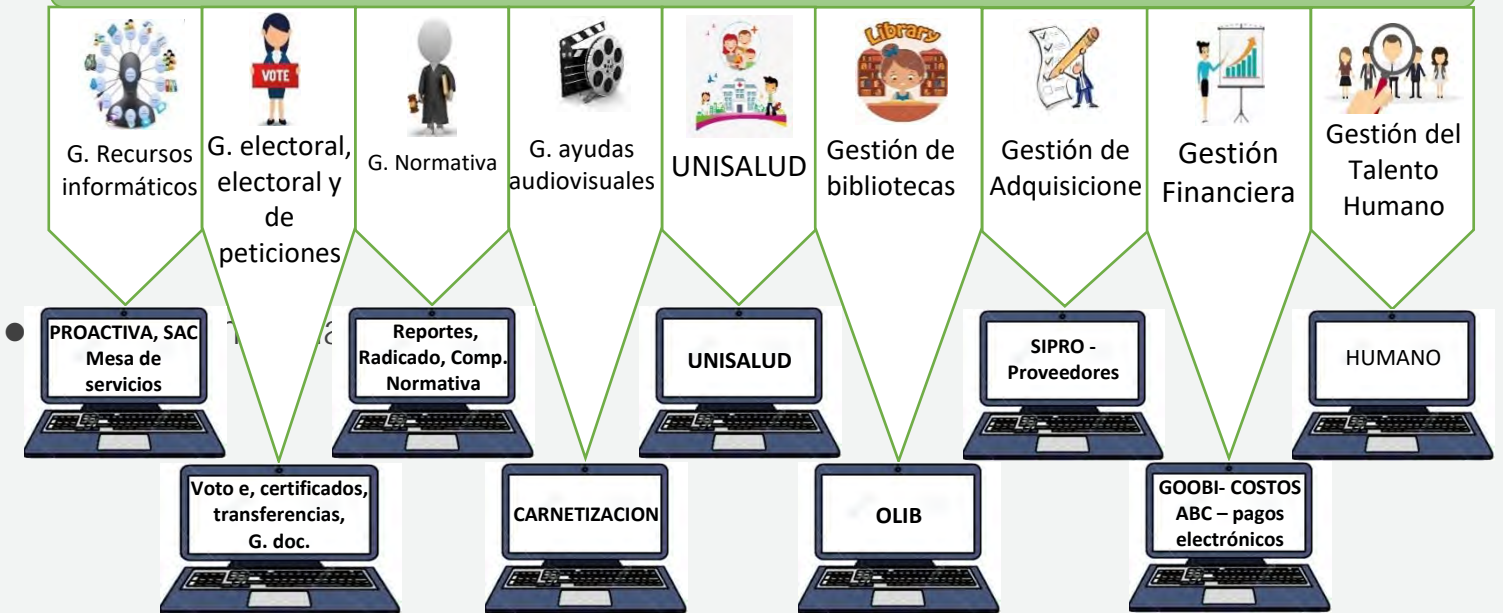 VOTE
Library
G. Recursos
informáticos
G. electoral,
electoral y
de
peticiones
G. Normativa
G. ayudas
audiovisuales
UNISALUD
Gestión de
bibliotecas
Gestión de
Adquisicione
Gestión
Financiera
Gestión del
Talento
Humano
PROACTIVA, SAC
Mesa de
servicios
Reportes,
Radicado, Comp.
Normativa
UNISALUD
SIPRO -
Proveedores
HUMANO
Voto e, certificados,
transferencias,
G. doc.
CARNETIZACION
OLIB
GOOBI- COSTOS
ABC – pagos
electrónicos